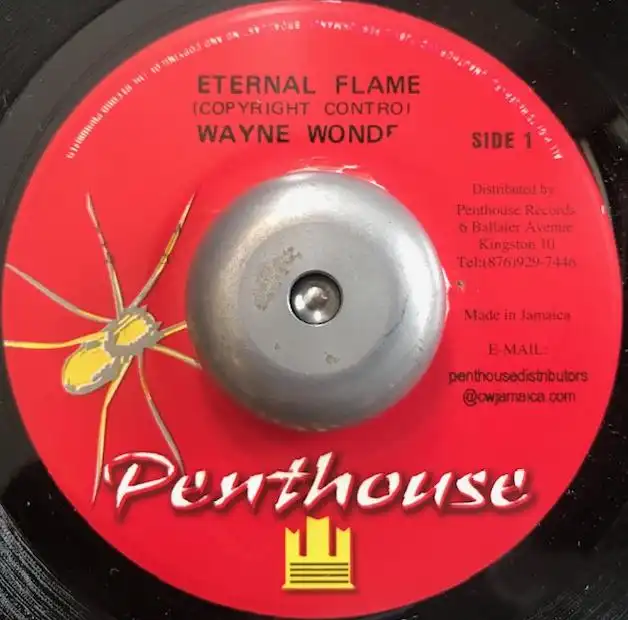 ETERNAL FLAME
(COPYRIGHT CONTROL
WAYNE WONDE
SIDE 1
Distributed by
Penthouse Records
6 Ballater Avenue
Kingston 10
Tel:(876)929-7446
Made in Jamaica
E-MAIL:
penthousedistributors
@cwjamaica.com
Penthouse